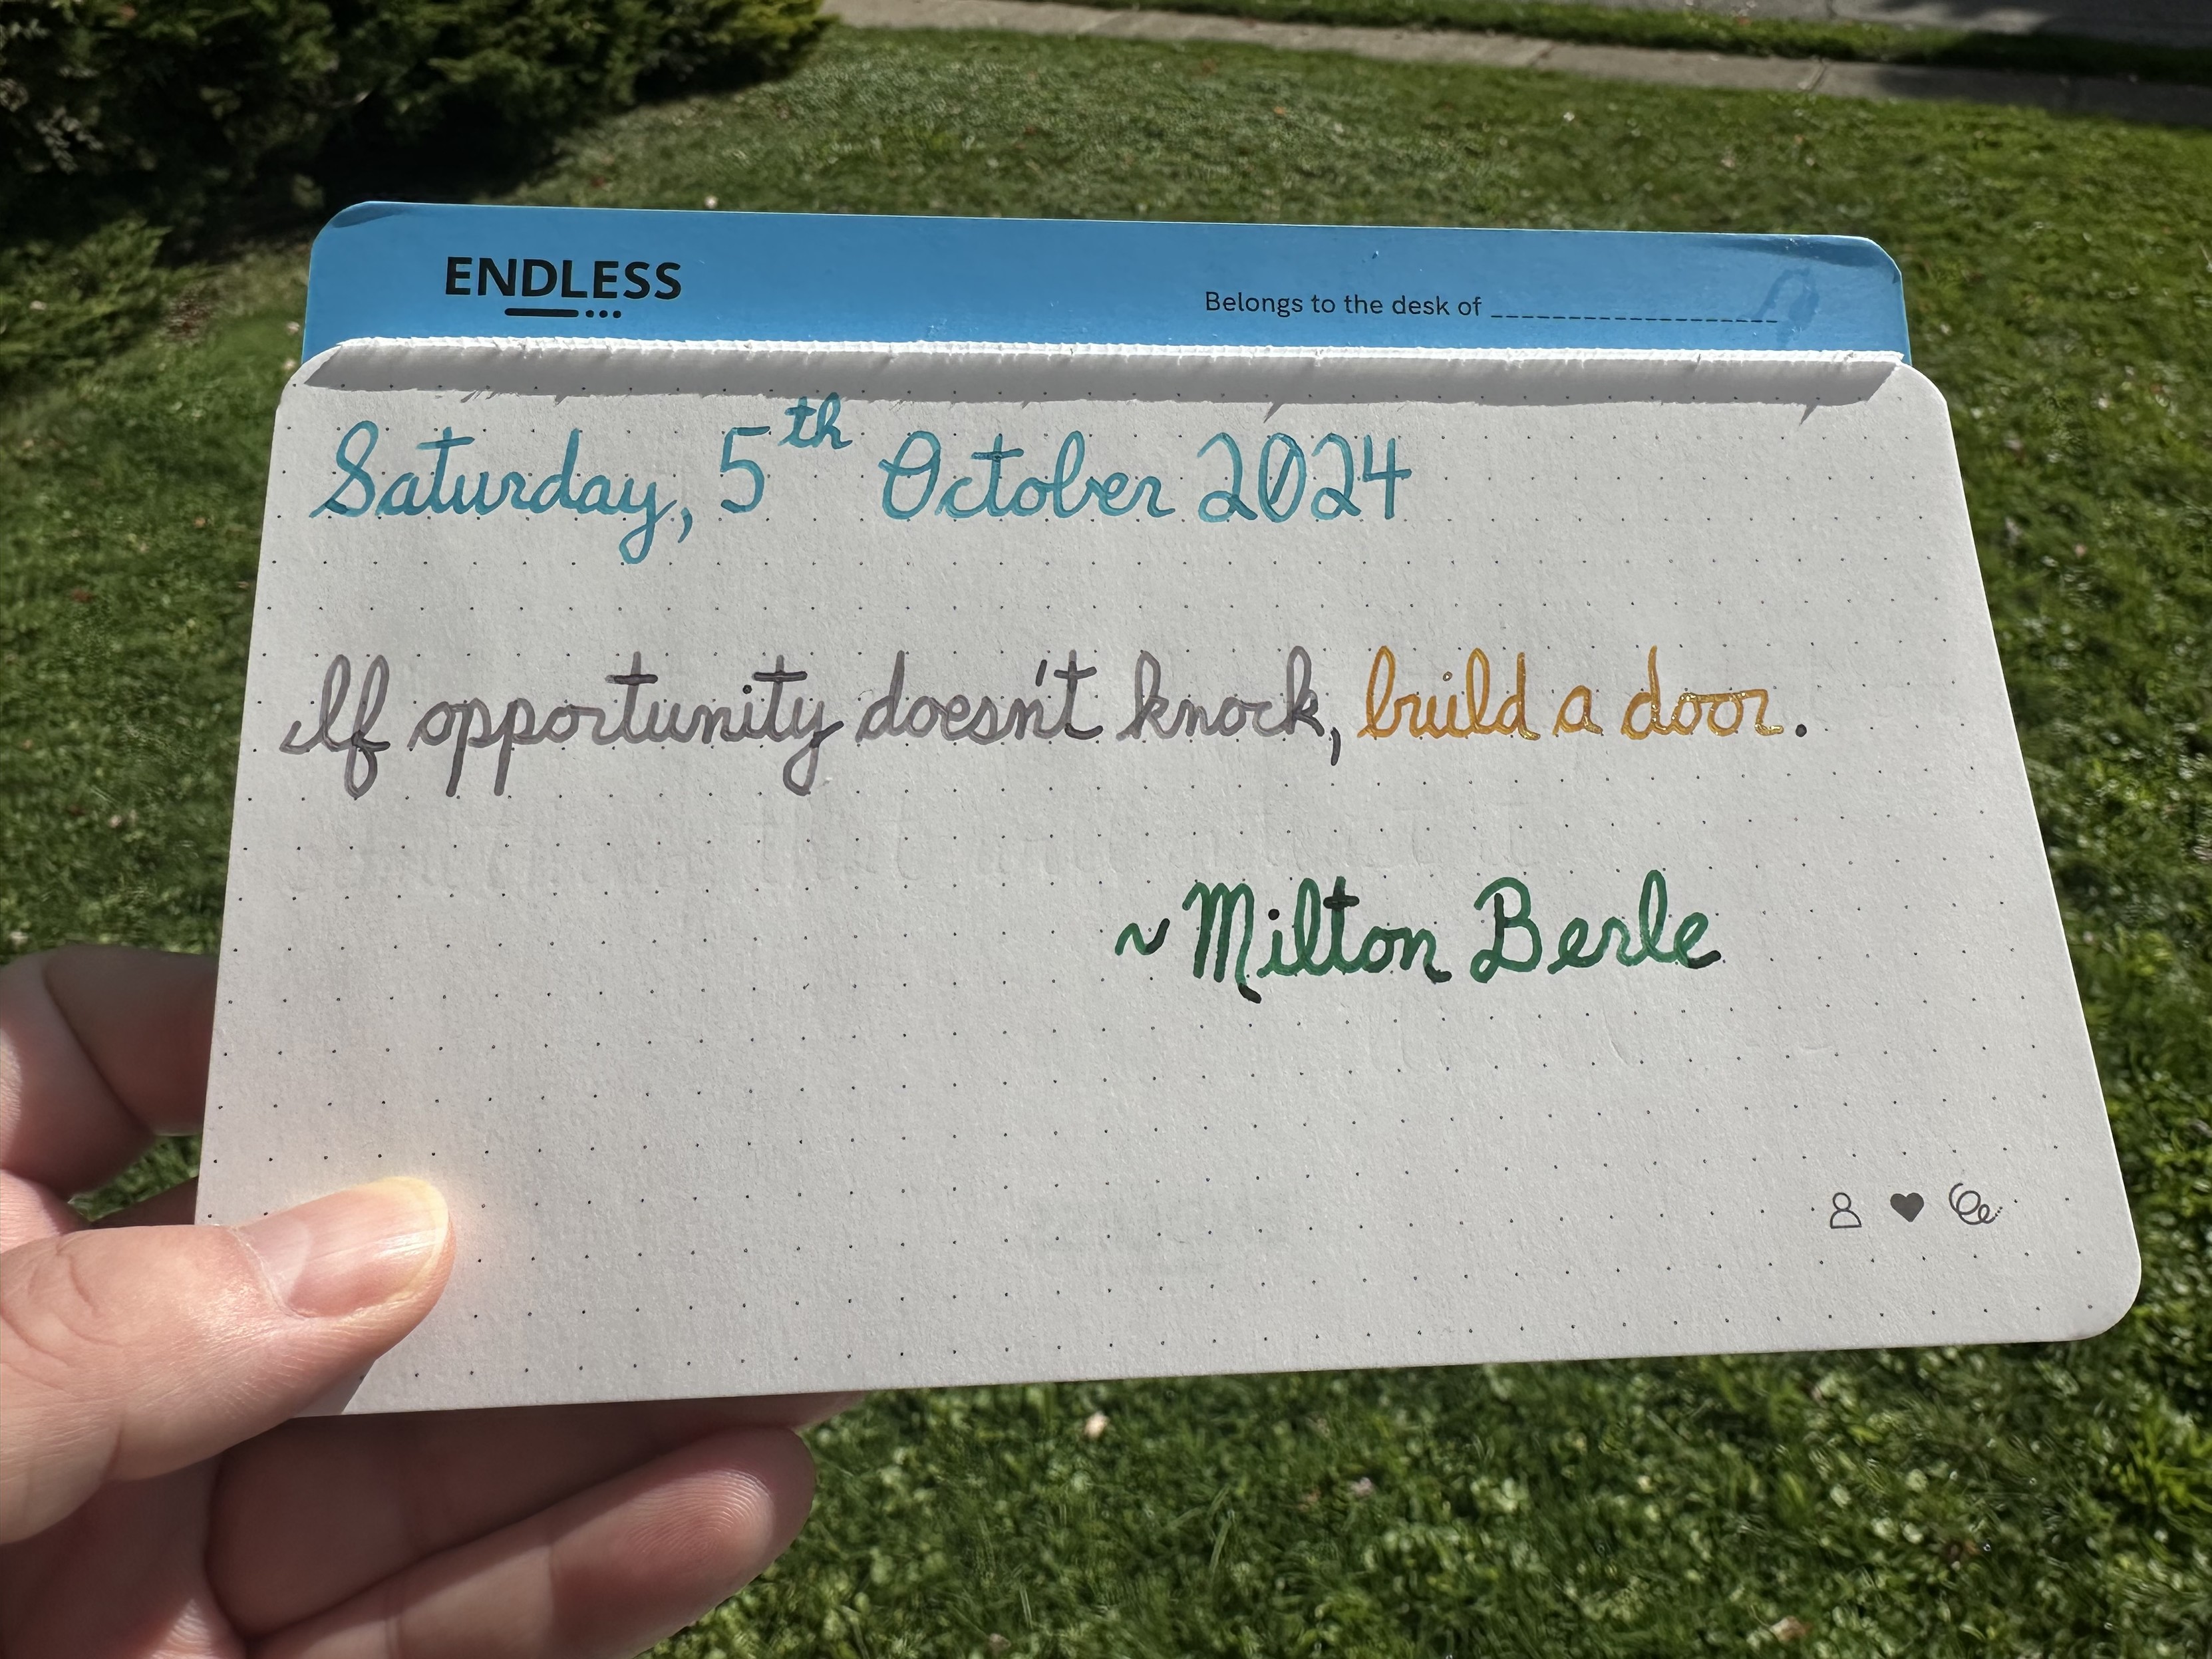 ENDLESS
Belongs to the desk of
Saturday, 5th October 2024
If opportunity doesn't knock, build a door.
~Milton Berle